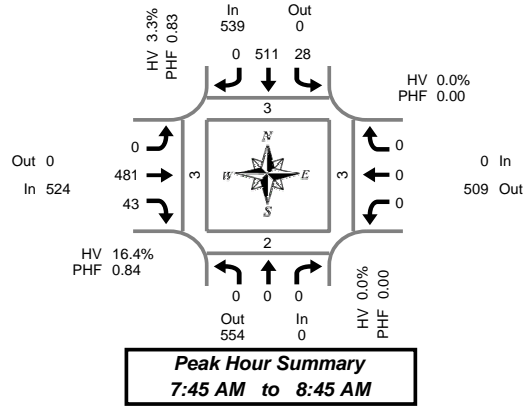 HV 3.3%
PHF 0.83
In
539
Out
0
0 511 28
HV 0.0%
PHF 0.00
3
0
481
43
Out 0
In 524
3
N
W E
S
3
0
0
0
0 In
509 Out
2
HV 16.4%
PHF 0.84
0 0 0
Out
554
In
0
HV 0.0%
PHF 0.00
Peak Hour Summary
7:45 AM to 8:45 AM